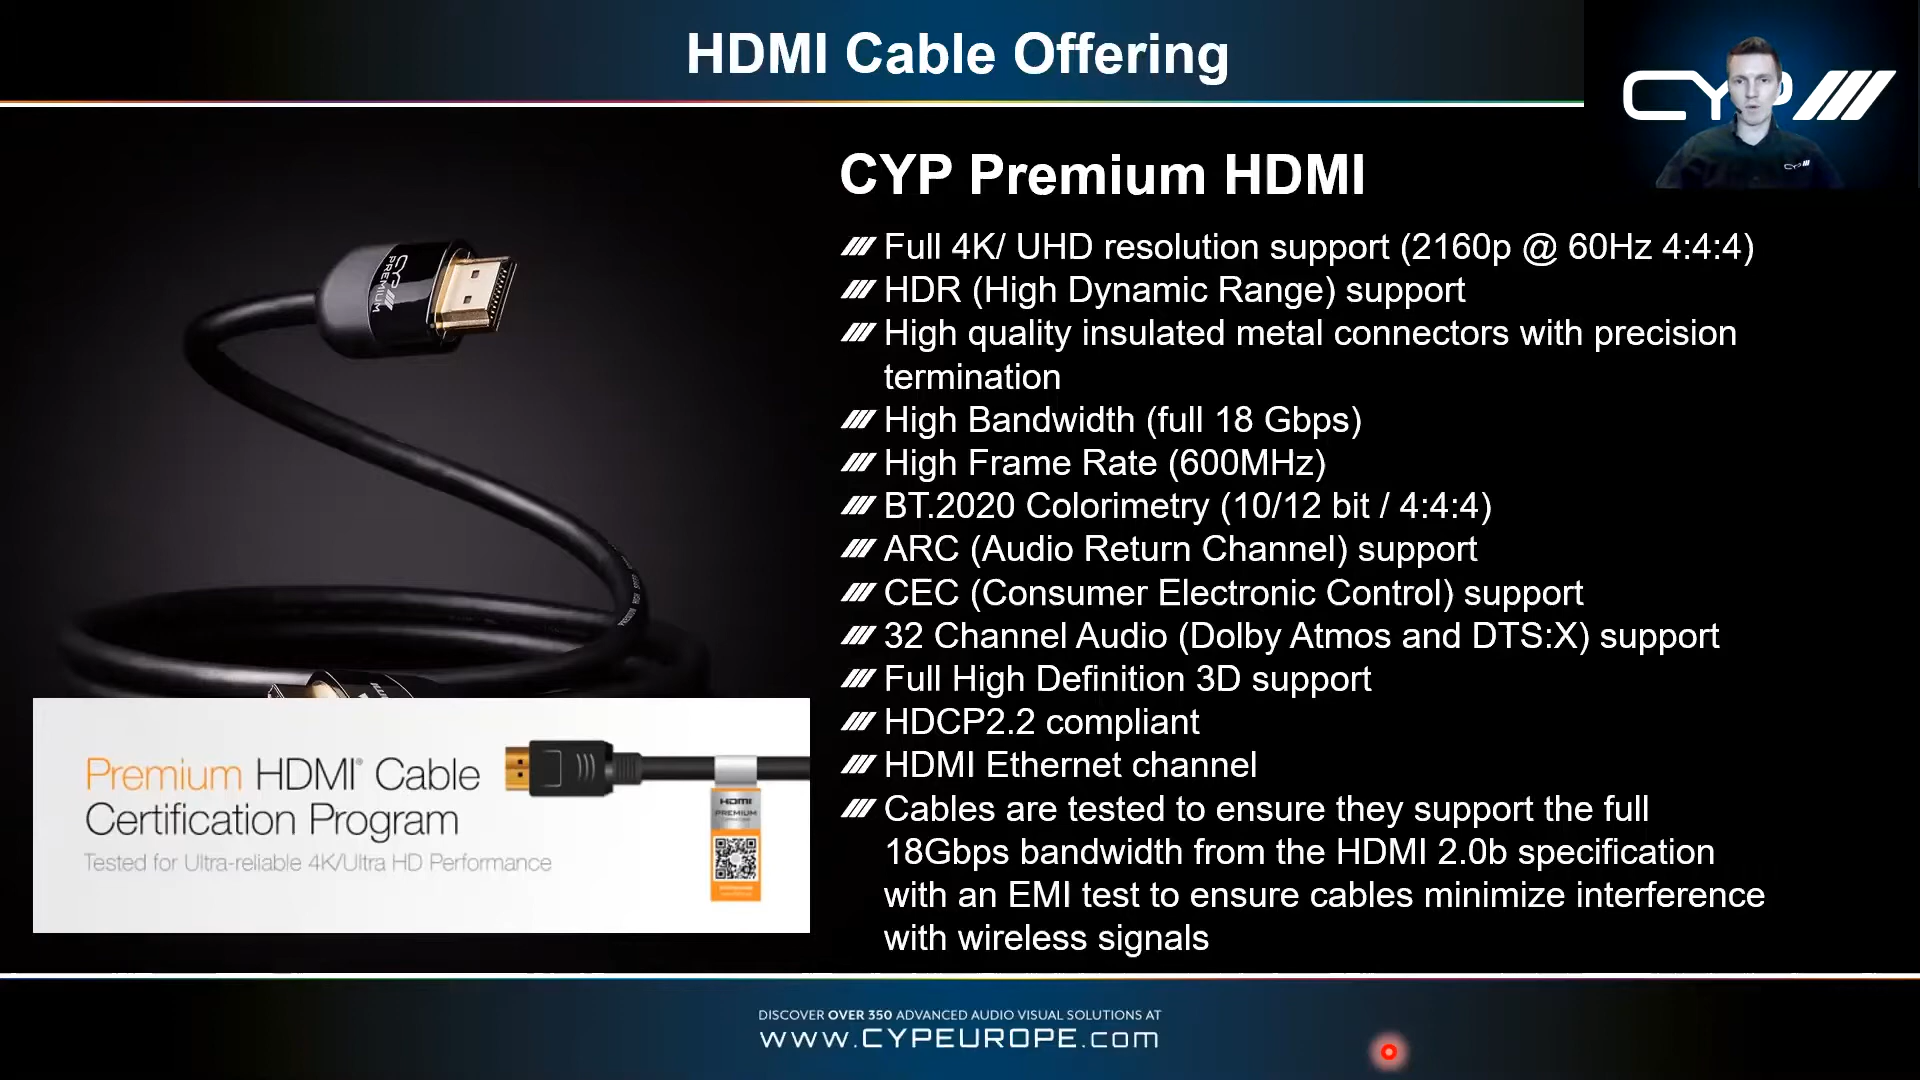 HDMI Cable Offering
CYP
CYP
CYP Premium HDMI
Full 4K/ UHD resolution support (2160p @ 60Hz 4:4:4)
HDR (High Dynamic Range) support
High quality insulated metal connectors with precision
termination
High Bandwidth (full 18 Gbps)
High Frame Rate (600MHz)
BT.2020 Colorimetry (10/12 bit / 4:4:4)
ARC (Audio Return Channel) support
CEC (Consumer Electronic Control) support
32 Channel Audio (Dolby Atmos and DTS:X) support
Full High Definition 3D support
HDCP2.2 compliant
HDMI Ethernet channel
Cables are tested to ensure they support the full
18Gbps bandwidth from the HDMI 2.0b specification
with an EMI test to ensure cables minimize interference
with wireless signals
CYP
PREMIUM
Premium HDMI® Cable
Certification Program
Tested for Ultra-reliable 4K/Ultra HD Performance
HDMI
PREMIUM
DISCOVER OVER 350 ADVANCED AUDIO VISUAL SOLUTIONS AT
WWW.CYPEUROPE.com